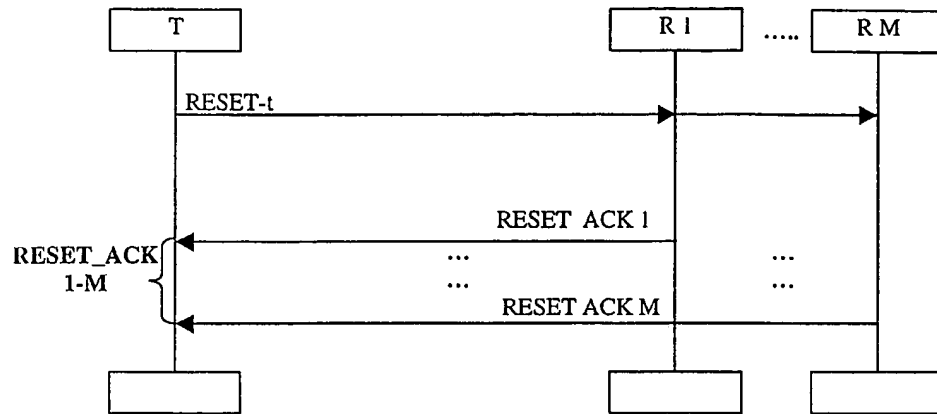 T
R 1
.....
R M
RESET-t
RESET ACK 1
RESET_ACK
1-M
... ...
... ...
RESET ACK M